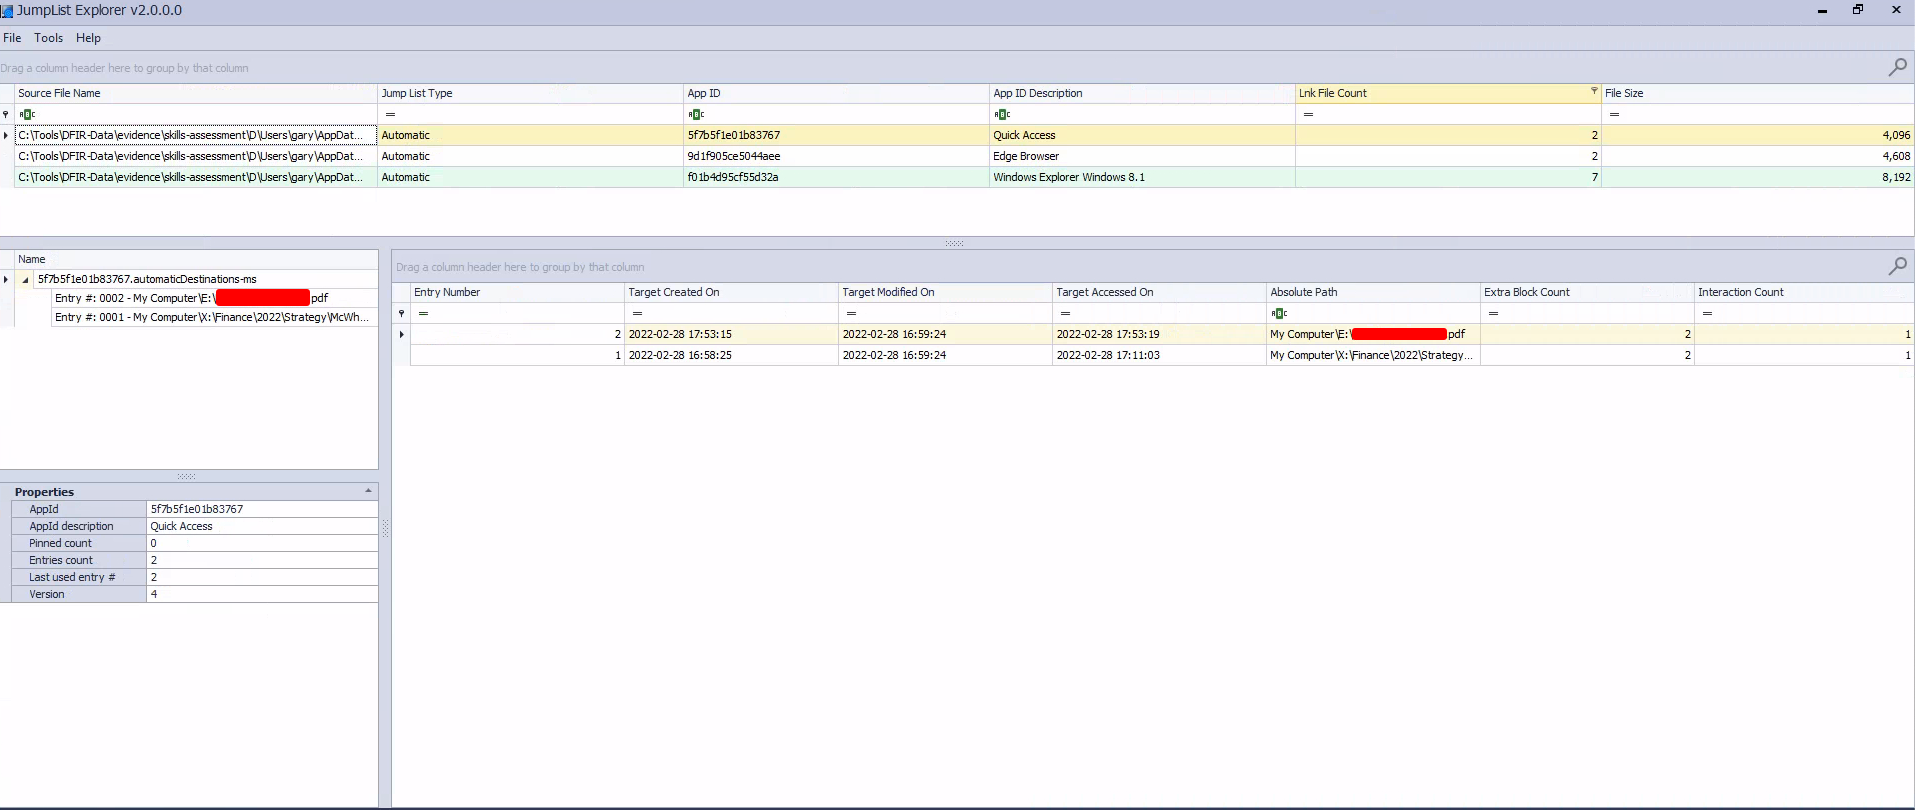 JumpList Explorer v2.0.0.0
File Tools Help
Drag a column header here to group by that column
Source File Name Jump List Type App ID App ID Description Lnk File Count File Size
ABC = ABC ABC = =
C:\Tools\DFIR-Data\evidence\skills-assessment\D\Users\gary\AppDat... Automatic 5f7b5f1e01b83767 Quick Access 2 4,096
C:\Tools\DFIR-Data\evidence\skills-assessment\D\Users\gary\AppDat... Automatic 9d1f905ce5044aee Edge Browser 2 4,608
C:\Tools\DFIR-Data\evidence\skills-assessment\D\Users\gary\AppDat... Automatic f01b4d95cf55d32a Windows Explorer Windows 8.1 7 8,192
Name
5f7b5f1e01b83767.automaticDestinations-ms
Entry #: 0002 - My Computer\E:\ pdf
Entry #: 0001 - My Computer\X:\Finance\2022\Strategy\McWh...
Properties
AppId 5f7b5f1e01b83767
AppId description Quick Access
Pinned count 0
Entries count 2
Last used entry # 2
Version 4
Drag a column header here to group by that column
Entry Number Target Created On Target Modified On Target Accessed On Absolute Path Extra Block Count Interaction Count
= = = = ABC = =
2 2022-02-28 17:53:15 2022-02-28 16:59:24 2022-02-28 17:53:19 My Computer\E:\ pdf 2 1
1 2022-02-28 16:58:25 2022-02-28 16:59:24 2022-02-28 17:11:03 My Computer\X:\Finance\2022\Strategy... 2 1